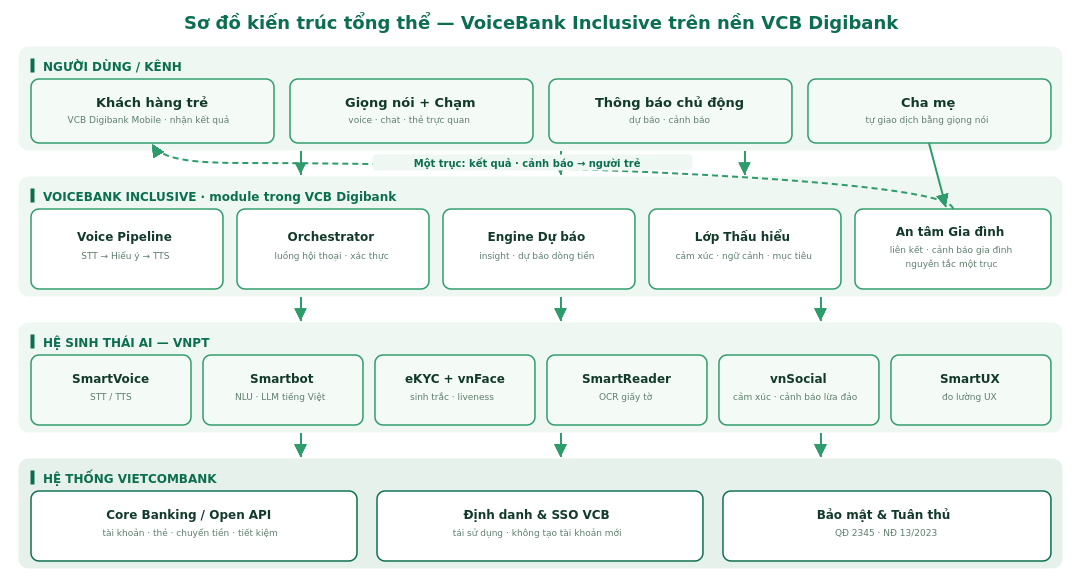 Sơ đồ kiến trúc tổng thể — VoiceBank Inclusive trên nền VCB Digibank
NGƯỜI DÙNG / KÊNH
Khách hàng trẻ
VCB Digibank Mobile · nhận kết quả
Giọng nói + Chạm
voice · chat · thẻ trực quan
Thông báo chủ động
dự báo · cảnh báo
Cha mẹ
tự giao dịch bằng giọng nói
Một trục: kết quả · cảnh báo → người trẻ
VOICEBANK INCLUSIVE · module trong VCB Digibank
Voice Pipeline
STT → Hiểu ý → TTS
Orchestrator
luồng hội thoại · xác thực
Engine Dự báo
insight · dự báo dòng tiền
Lớp Thấu hiểu
cảm xúc · ngữ cảnh · mục tiêu
An tâm Gia đình
liên kết · cảnh báo gia đình
nguyên tắc một trục
HỆ SINH THÁI AI — VNPT
SmartVoice
STT / TTS
Smartbot
NLU · LLM tiếng Việt
eKYC + vnFace
sinh trắc · liveness
SmartReader
OCR giấy tờ
vnSocial
cảm xúc · cảnh báo lừa đảo
SmartUX
đo lường UX
HỆ THỐNG VIETCOMBANK
Core Banking / Open API
tài khoản · thẻ · chuyển tiền · tiết kiệm
Định danh & SSO VCB
tái sử dụng · không tạo tài khoản mới
Bảo mật & Tuân thủ
QĐ 2345 · NĐ 13/2023